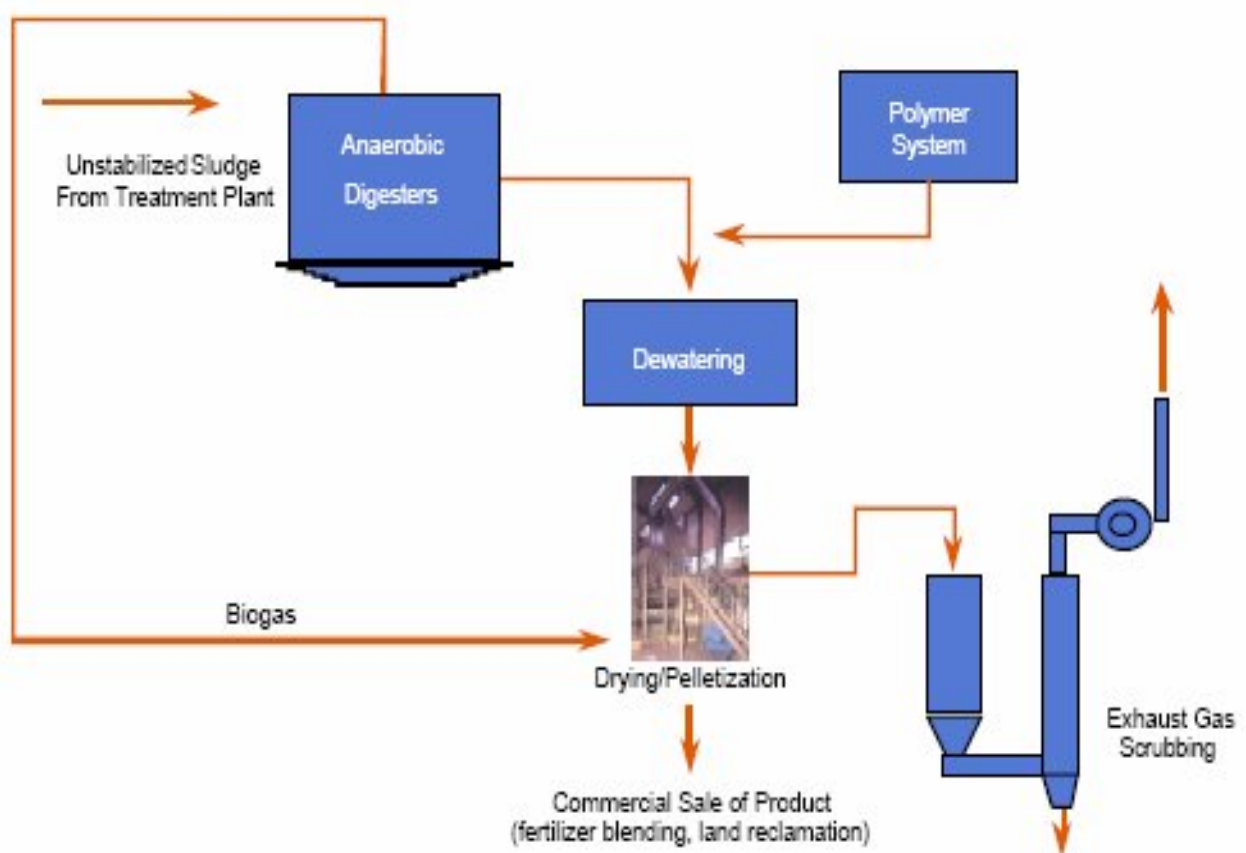 Unstabilized Sludge
From Treatment Plant
Anaerobic
Digesters
Polymer
System
Dewatering
Biogas
Drying/Pelletization
Exhaust Gas
Scrubbing
Commercial Sale of Product
(fertilizer blending, land reclamation)